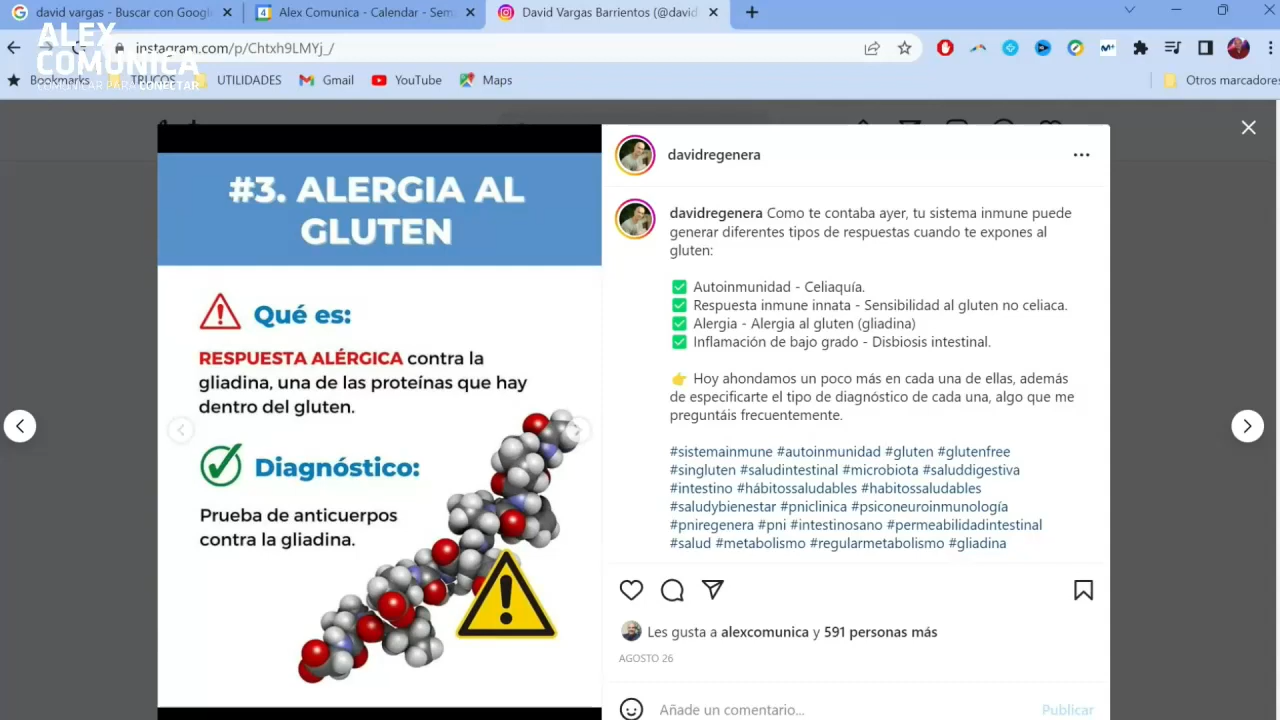 david vargas - Buscar con Google
4
Alex Comunica - Calendar - Sem
David Vargas Barrientos (@david
instagram.com/p/Chtxh9LMYj_/
ALEX
COMUNICA
COMUNICAR PARA CONECTAR
Bookmarks
TRUCOS
UTILIDADES
Gmail
YouTube
Maps
Otros marcadores
#3. ALERGIA AL
GLUTEN
Qué es:
RESPUESTA ALÉRGICA contra la
gliadina, una de las proteínas que hay
dentro del gluten.
Diagnóstico:
Prueba de anticuerpos
contra la gliadina.
davidregenera
davidregenera Como te contaba ayer, tu sistema inmune puede
generar diferentes tipos de respuestas cuando te expones al
gluten:
✅ Autoinmunidad - Celiaquía.
✅ Respuesta inmune innata - Sensibilidad al gluten no celiaca.
✅ Alergia - Alergia al gluten (gliadina)
✅ Inflamación de bajo grado - Disbiosis intestinal.
👉 Hoy ahondamos un poco más en cada una de ellas, además
de especificarte el tipo de diagnóstico de cada una, algo que me
preguntáis frecuentemente.
#sistemainmune #autoinmunidad #gluten #glutenfree
#singluten #saludintestinal #microbiota #saluddigestiva
#intestino #hábitossaludables #habitossaludables
#saludybienestar #pniclinica #psiconeuroinmunología
#pniregenera #pni #intestinosano #permeabilidadintestinal
#salud #metabolismo #regularmetabolismo #gliadina
Les gusta a alexcomunica y 591 personas más
AGOSTO 26
Añade un comentario...
Publicar